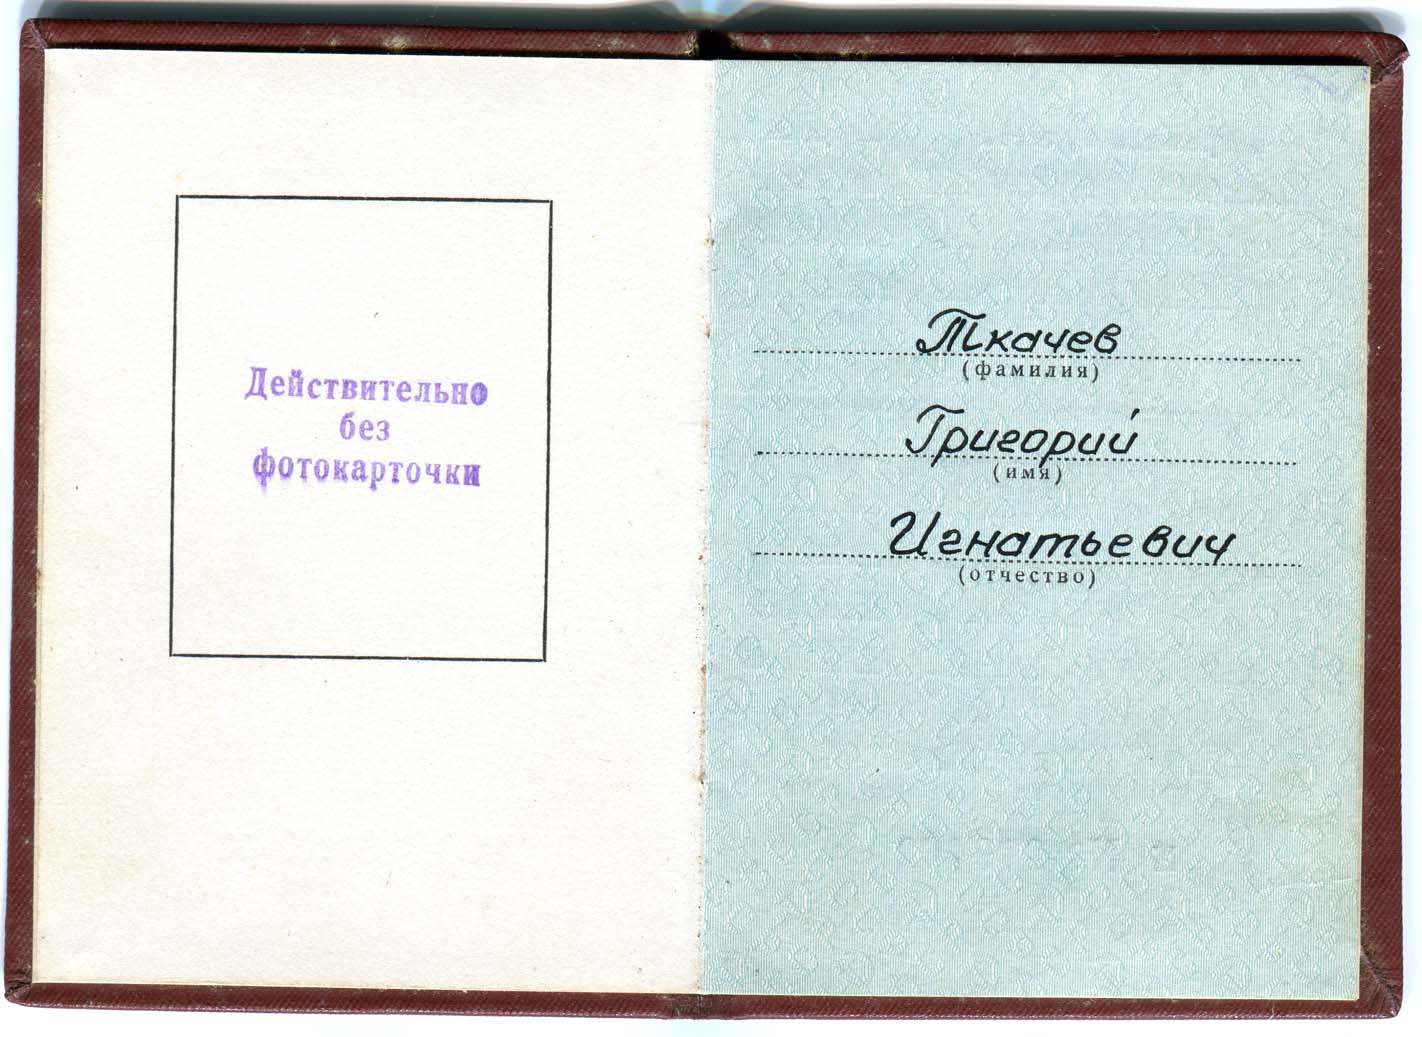 Действительно
без
фотокарточки
Ткачев
(фамилия)
Григорий
(имя)
Игнатьевич
(отчество)